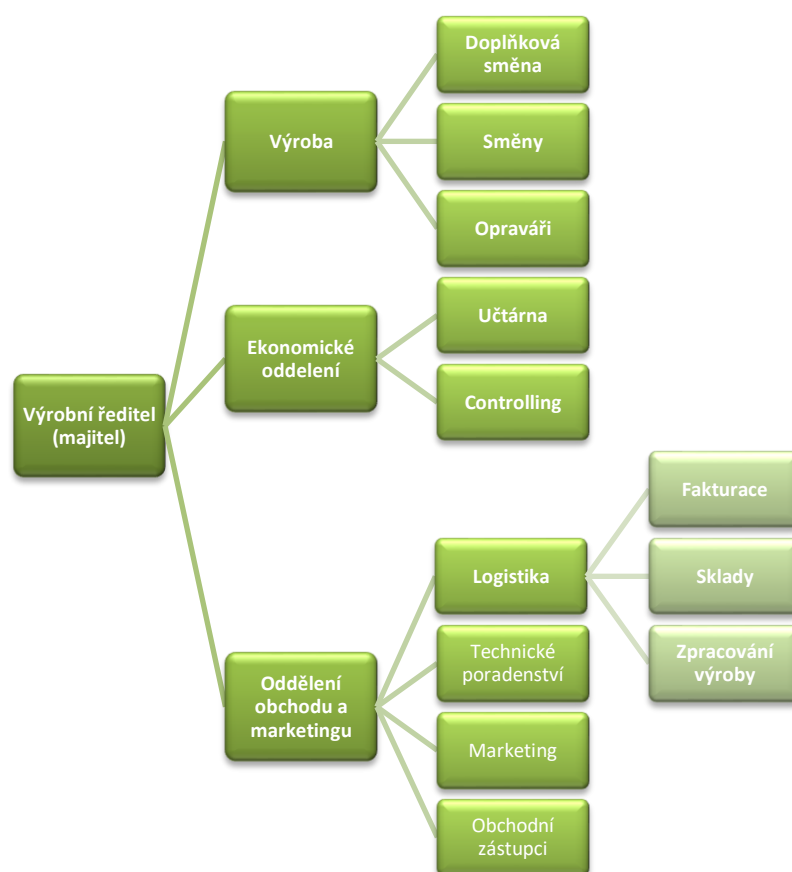 Výrobní ředitel
(majitel)
Výroba
Doplňková
směna
Směny
Opraváři
Ekonomické
oddelení
Učtárna
Controlling
Oddělení
obchodu a
marketingu
Logistika
Fakturace
Sklady
Zpracování
výroby
Technické
poradenství
Marketing
Obchodní
zástupci